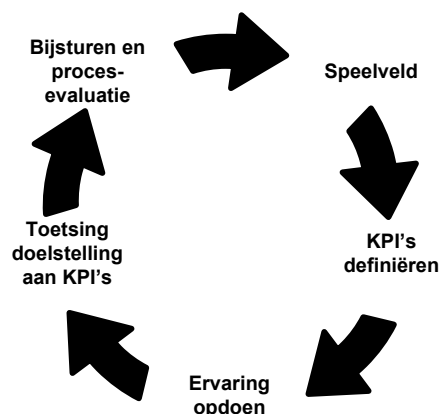 Bijsturen en
proces-
evaluatie
Speelveld
KPI's
definiëren
Ervaring
opdoen
Toetsing
doelstelling
aan KPI's